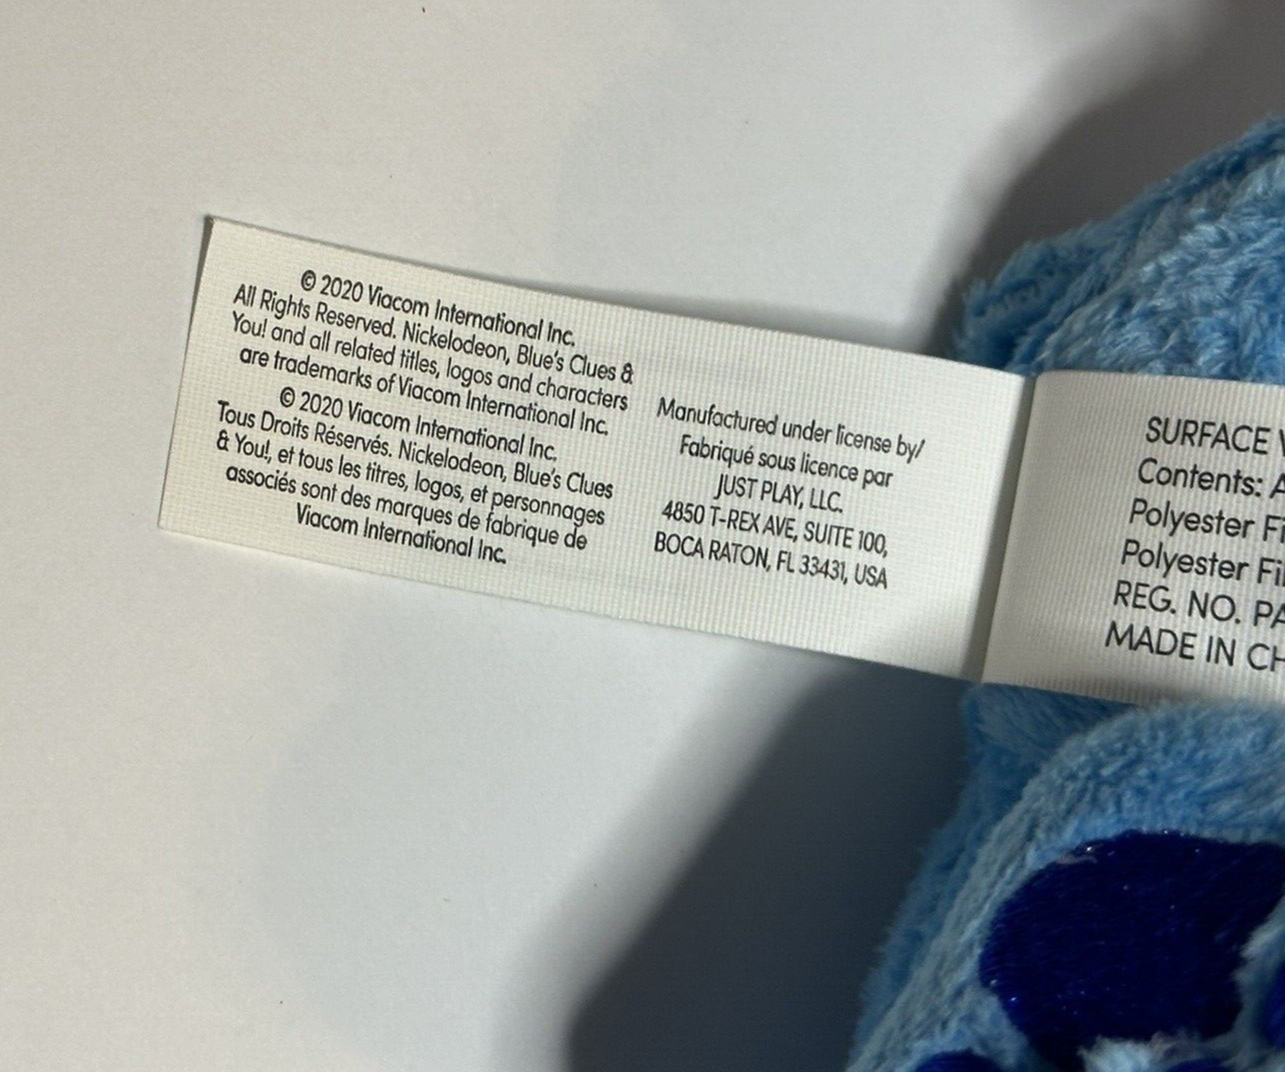 © 2020 Viacom International Inc.
All Rights Reserved. Nickelodeon, Blue's Clues &
You! and all related titles, logos and characters
are trademarks of Viacom International Inc.
© 2020 Viacom International Inc.
Tous Droits Réservés. Nickelodeon, Blue's Clues
& You!, et tous les titres, logos, et personnages
associés sont des marques de fabrique de
Viacom International Inc.
Manufactured under license by/
Fabriqué sous licence par
JUST PLAY, LLC.
4850 T-REX AVE, SUITE 100,
BOCA RATON, FL 33431, USA
SURFACE
Contents:
Polyester
Polyester
REG. NO.
MADE IN